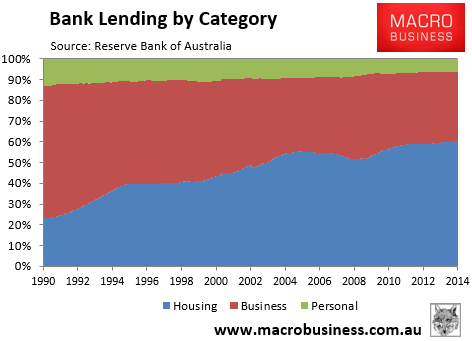 Bank Lending by Category
Source: Reserve Bank of Australia
MACRO
BUSINESS
100%
90%
80%
70%
60%
50%
40%
30%
20%
10%
0%
1990 1992 1994 1996 1998 2000 2002 2004 2006 2008 2010 2012 2014
Housing Business Personal
www.macrobusiness.com.au